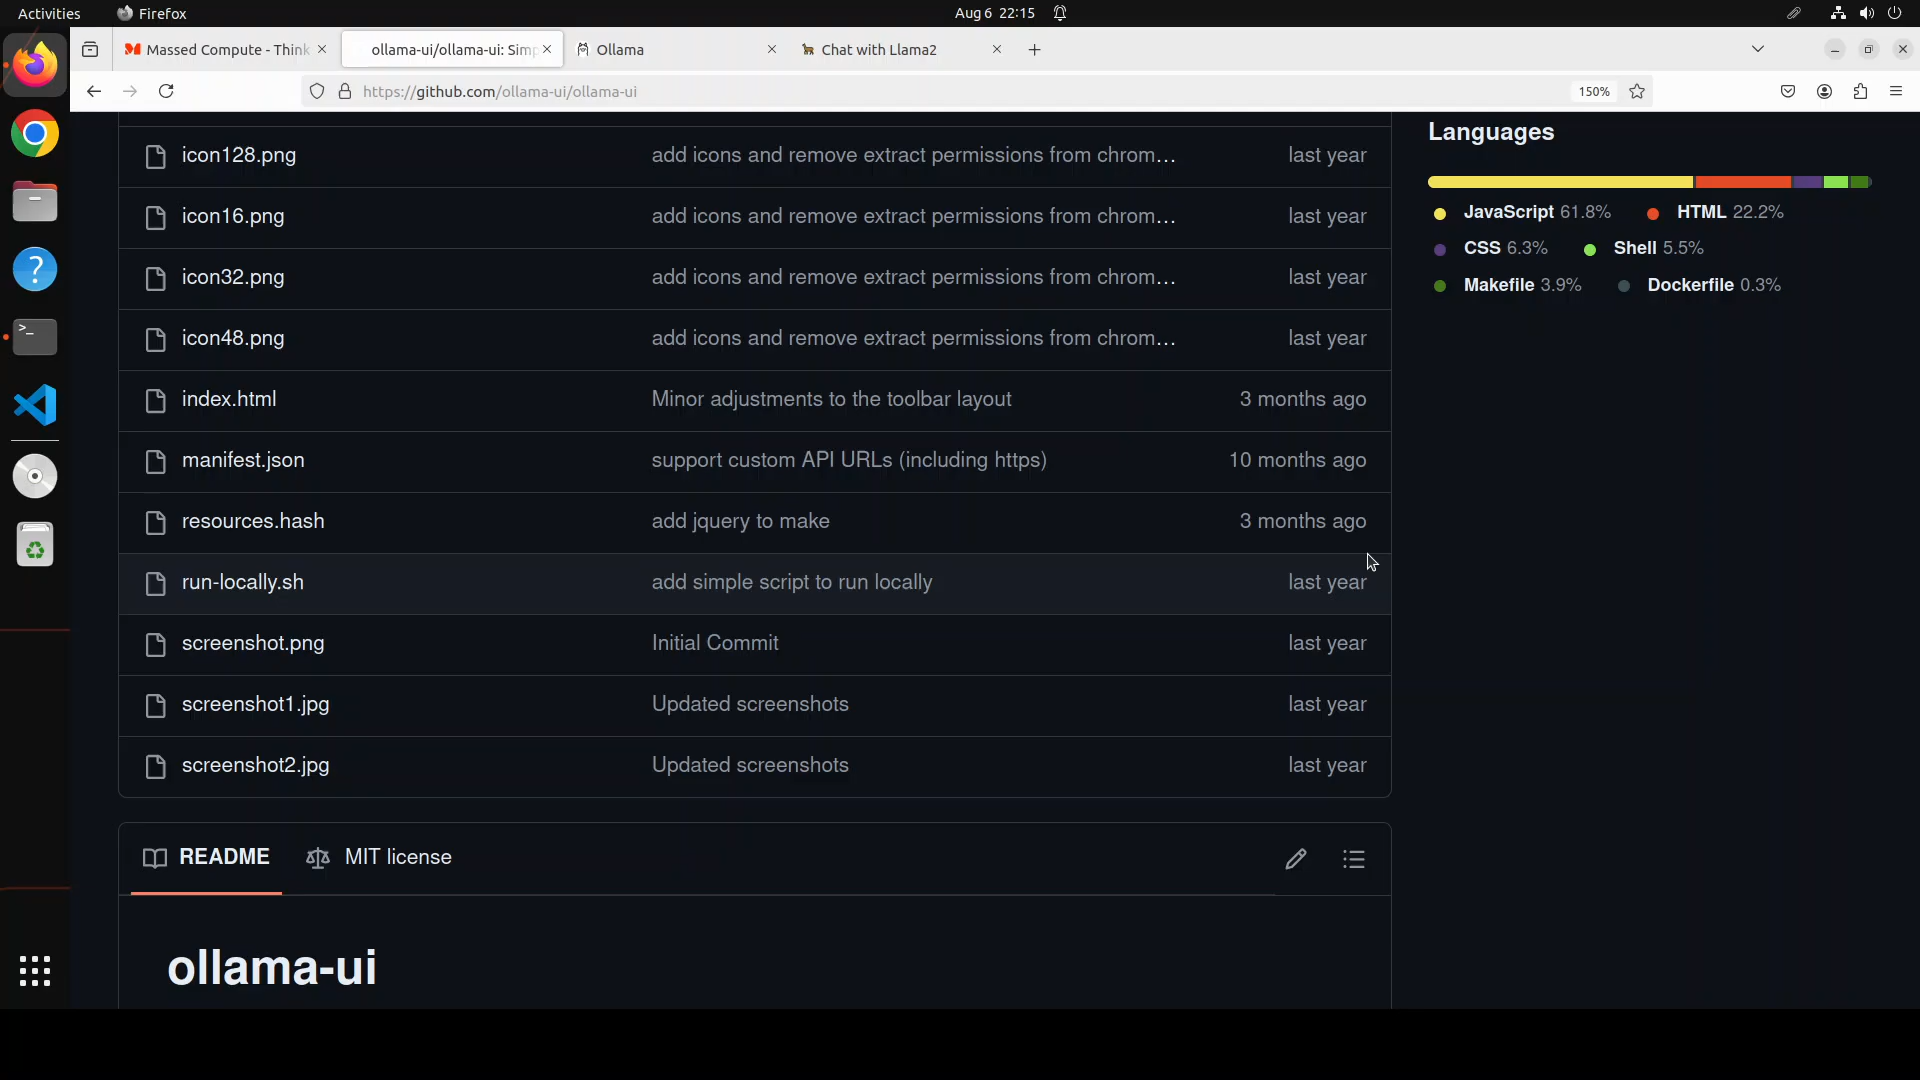 Activities
Firefox
Aug 6 22:15
Massed Compute - Think
ollama-ui/ollama-ui: Simp
Ollama
Chat with Llama2
https://github.com/ollama-ui/ollama-ui
150%
icon128.png add icons and remove extract permissions from chrom... last year
icon16.png add icons and remove extract permissions from chrom... last year
icon32.png add icons and remove extract permissions from chrom... last year
icon48.png add icons and remove extract permissions from chrom... last year
index.html Minor adjustments to the toolbar layout 3 months ago
manifest.json support custom API URLs (including https) 10 months ago
resources.hash add jquery to make 3 months ago
run-locally.sh add simple script to run locally last year
screenshot.png Initial Commit last year
screenshot1.jpg Updated screenshots last year
screenshot2.jpg Updated screenshots last year
README MIT license
ollama-ui
Languages
JavaScript 61.8% HTML 22.2%
CSS 6.3% Shell 5.5%
Makefile 3.9% Dockerfile 0.3%